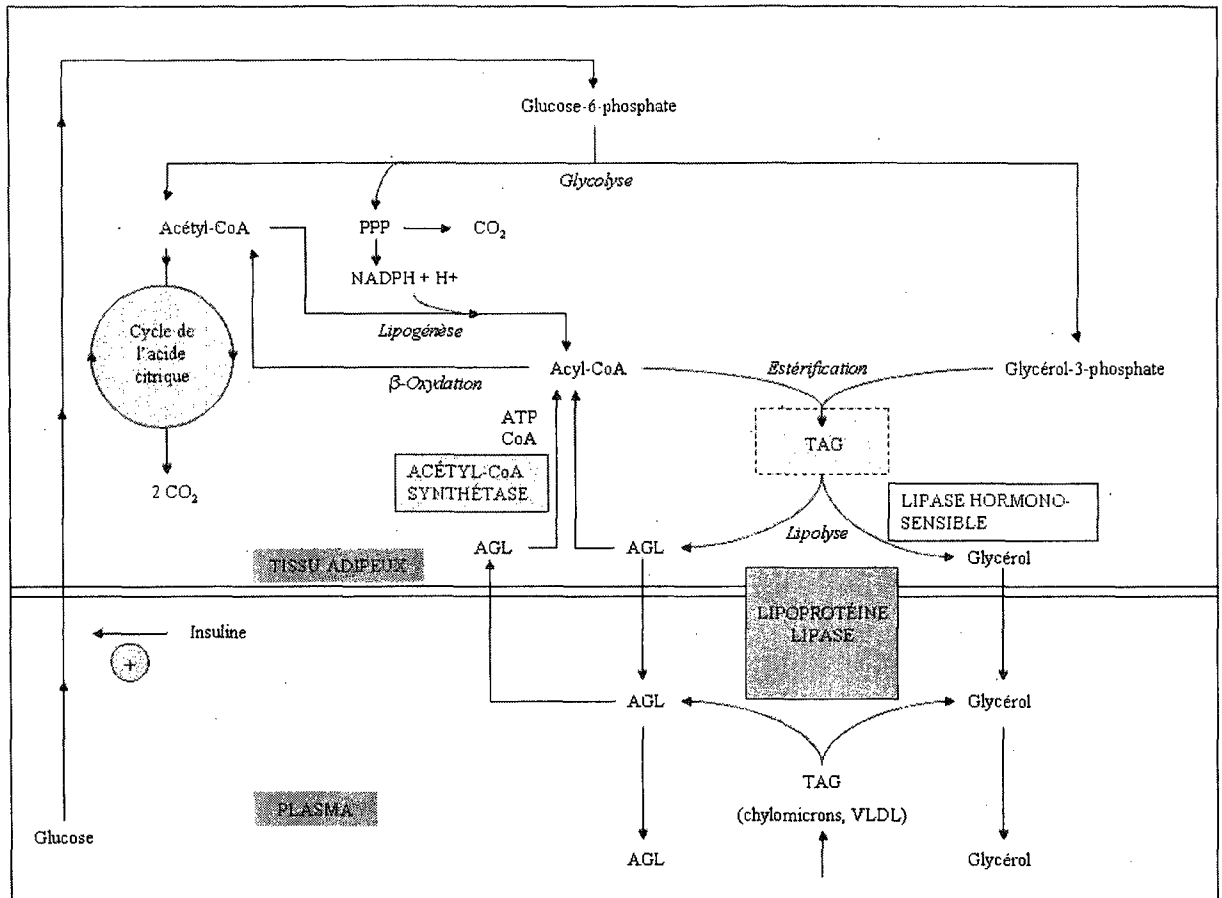 Glucose-6-phosphate
Glycolyse
Acétyl-CoA
PPP
CO₂
NADPH + H+
Cycle de
l'acide
citrique
Lipogénèse
β-Oxydation
Acyl-CoA
Estérification
Glycérol-3-phosphate
ATP
CoA
TAG
ACÉTYL-CoA
SYNTHÉTASE
2 CO₂
LIPASE HORMONO-
SENSIBLE
Lipolyse
AGL
AGL
Glycérol
TISSU ADIPEUX
LIPOPROTÉINE
LIPASE
Insuline
+
AGL
Glycérol
TAG
(chylomicrons, VLDL)
PLASMA
Glucose
AGL
Glycérol